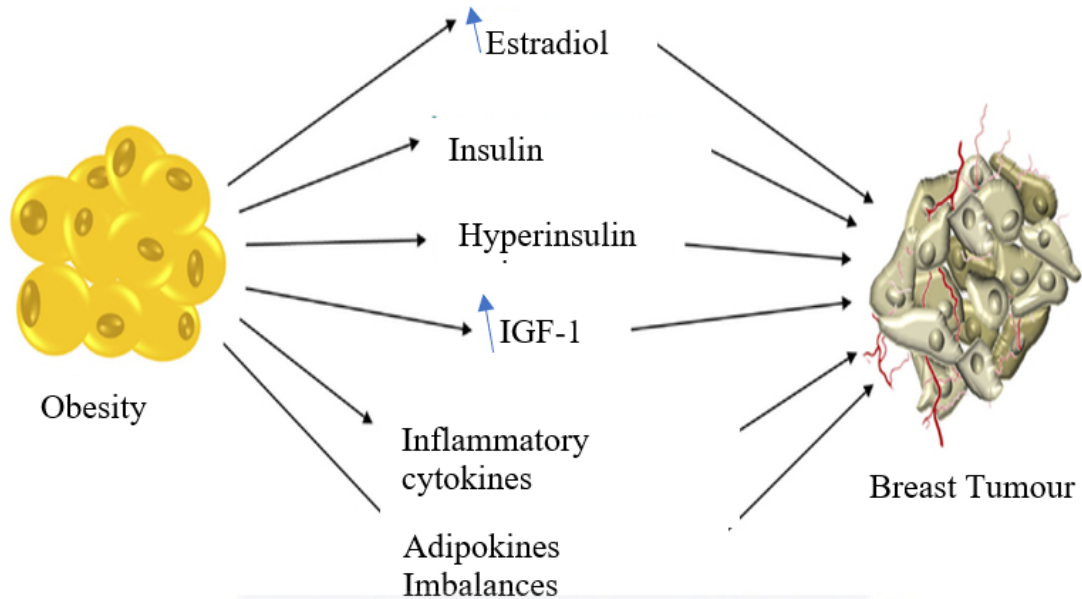 Estradiol
Insulin
Hyperinsulin
IGF-1
Obesity
Inflammatory
cytokines
Breast Tumour
Adipokines
Imbalances